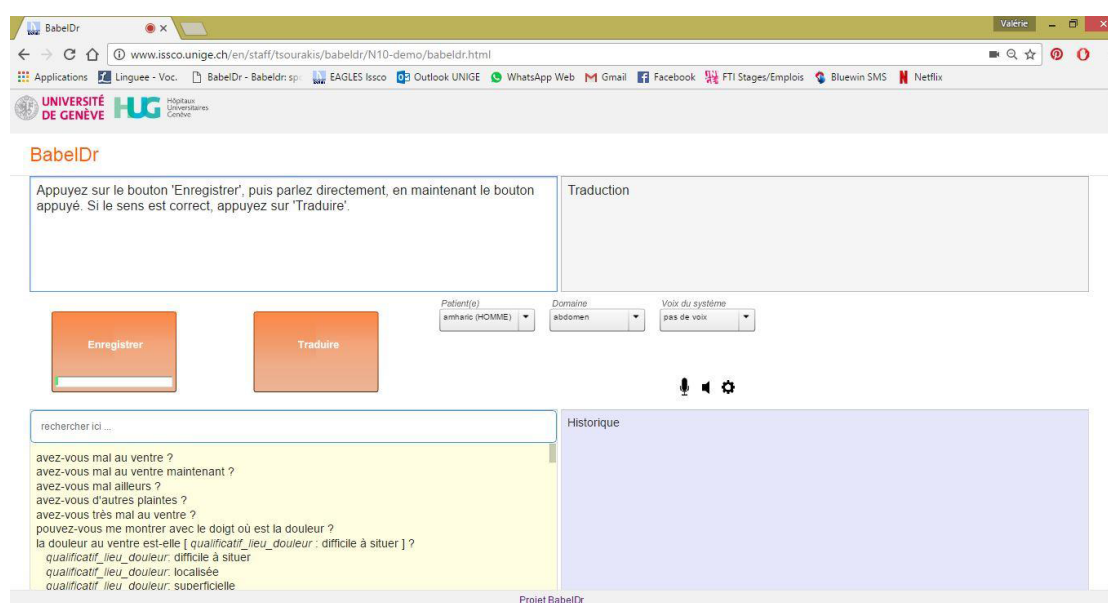 BabelDr
Valérie
www.issco.unige.ch/en/staff/tsourakis/babeldr/N10-demo/babeldr.html
Applications Linguee - Voc. BabelDr - Babeldr: sp EAGLES Issco Outlook UNIGE WhatsApp Web Gmail Facebook FTI Stages/Emplois Bluewin SMS Netflix
UNIVERSITÉ
DE GENÈVE
HUG
Hôpitaux
Universitaires
Genève
BabelDr
Appuyez sur le bouton 'Enregistrer', puis parlez directement, en maintenant le bouton
appuyé. Si le sens est correct, appuyez sur 'Traduire'.
Traduction
Enregistrer
Traduire
Patient(e) Domaine Voix du système
amharic (HOMME) abdomen pas de voix
rechercher ici ...
avez-vous mal au ventre ?
avez-vous mal au ventre maintenant ?
avez-vous mal ailleurs ?
avez-vous d'autres plaintes ?
avez-vous très mal au ventre ?
pouvez-vous me montrer avec le doigt où est la douleur ?
la douleur au ventre est-elle [ qualificatif_lieu_douleur : difficile à situer ] ?
qualificatif_lieu_douleur: difficile à situer
qualificatif_lieu_douleur: localisée
qualificatif_lieu_douleur: superficielle
Historique
Projet BabelDr